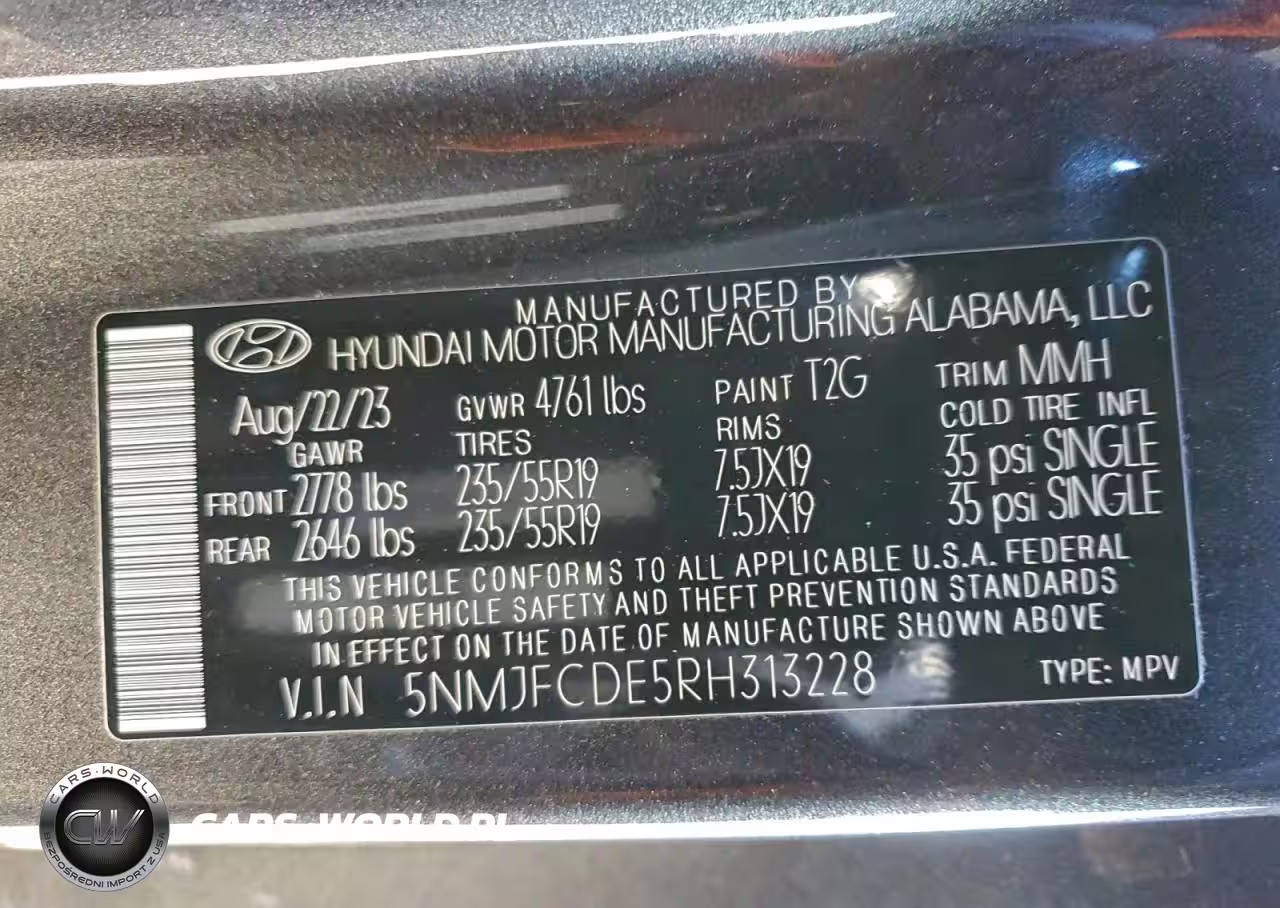 MANUFACTURED BY
HYUNDAI MOTOR MANUFACTURING ALABAMA, LLC
Aug/22/23 GVWR 4761 lbs PAINT T2G TRIM MMH
GAWR TIRES RIMS COLD TIRE INFL
FRONT 2778 lbs 235/55R19 7.5JX19 35 psi SINGLE
REAR 2646 lbs 235/55R19 7.5JX19 35 psi SINGLE
THIS VEHICLE CONFORMS TO ALL APPLICABLE U.S.A. FEDERAL
MOTOR VEHICLE SAFETY AND THEFT PREVENTION STANDARDS
IN EFFECT ON THE DATE OF MANUFACTURE SHOWN ABOVE
V.I.N 5NMJFCDE5RH313228 TYPE: MPV
CARS-WORLD.PL
CARS-WORLD
CW
BEZPOŚREDNI IMPORT Z USA